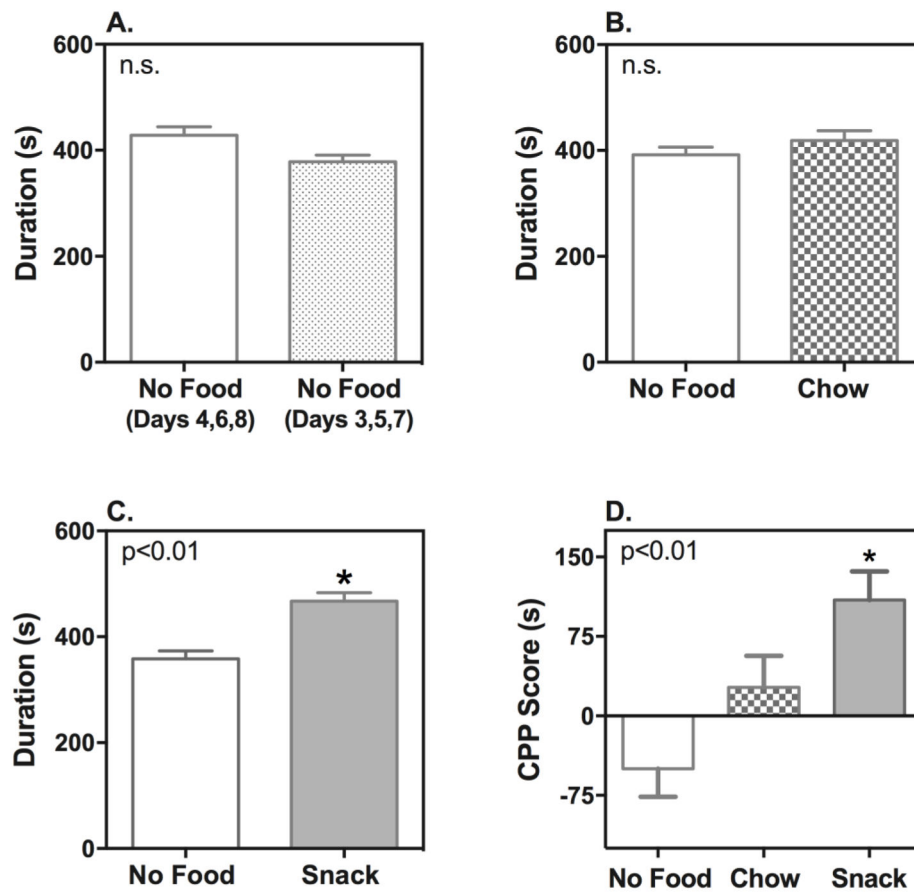 A.
600
n.s.
400
200
0
Duration (s)
No Food
(Days 4,6,8)
No Food
(Days 3,5,7)
B.
600
n.s.
400
200
0
Duration (s)
No Food
Chow
C.
600
p<0.01
*
400
200
0
Duration (s)
No Food
Snack
D.
150
p<0.01
*
75
0
-75
CPP Score (s)
No Food
Chow
Snack